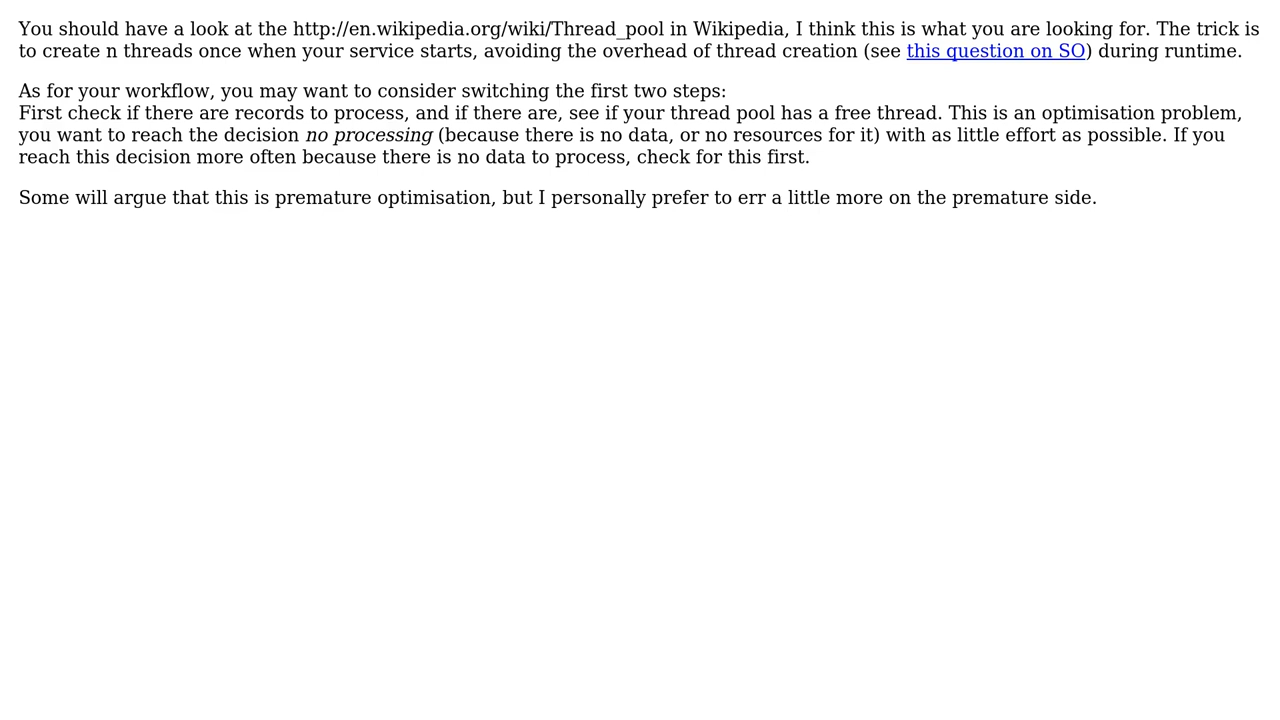 You should have a look at the http://en.wikipedia.org/wiki/Thread_pool in Wikipedia, I think this is what you are looking for. The trick is
to create n threads once when your service starts, avoiding the overhead of thread creation (see this question on SO) during runtime.
As for your workflow, you may want to consider switching the first two steps:
First check if there are records to process, and if there are, see if your thread pool has a free thread. This is an optimisation problem,
you want to reach the decision no processing (because there is no data, or no resources for it) with as little effort as possible. If you
reach this decision more often because there is no data to process, check for this first.
Some will argue that this is premature optimisation, but I personally prefer to err a little more on the premature side.